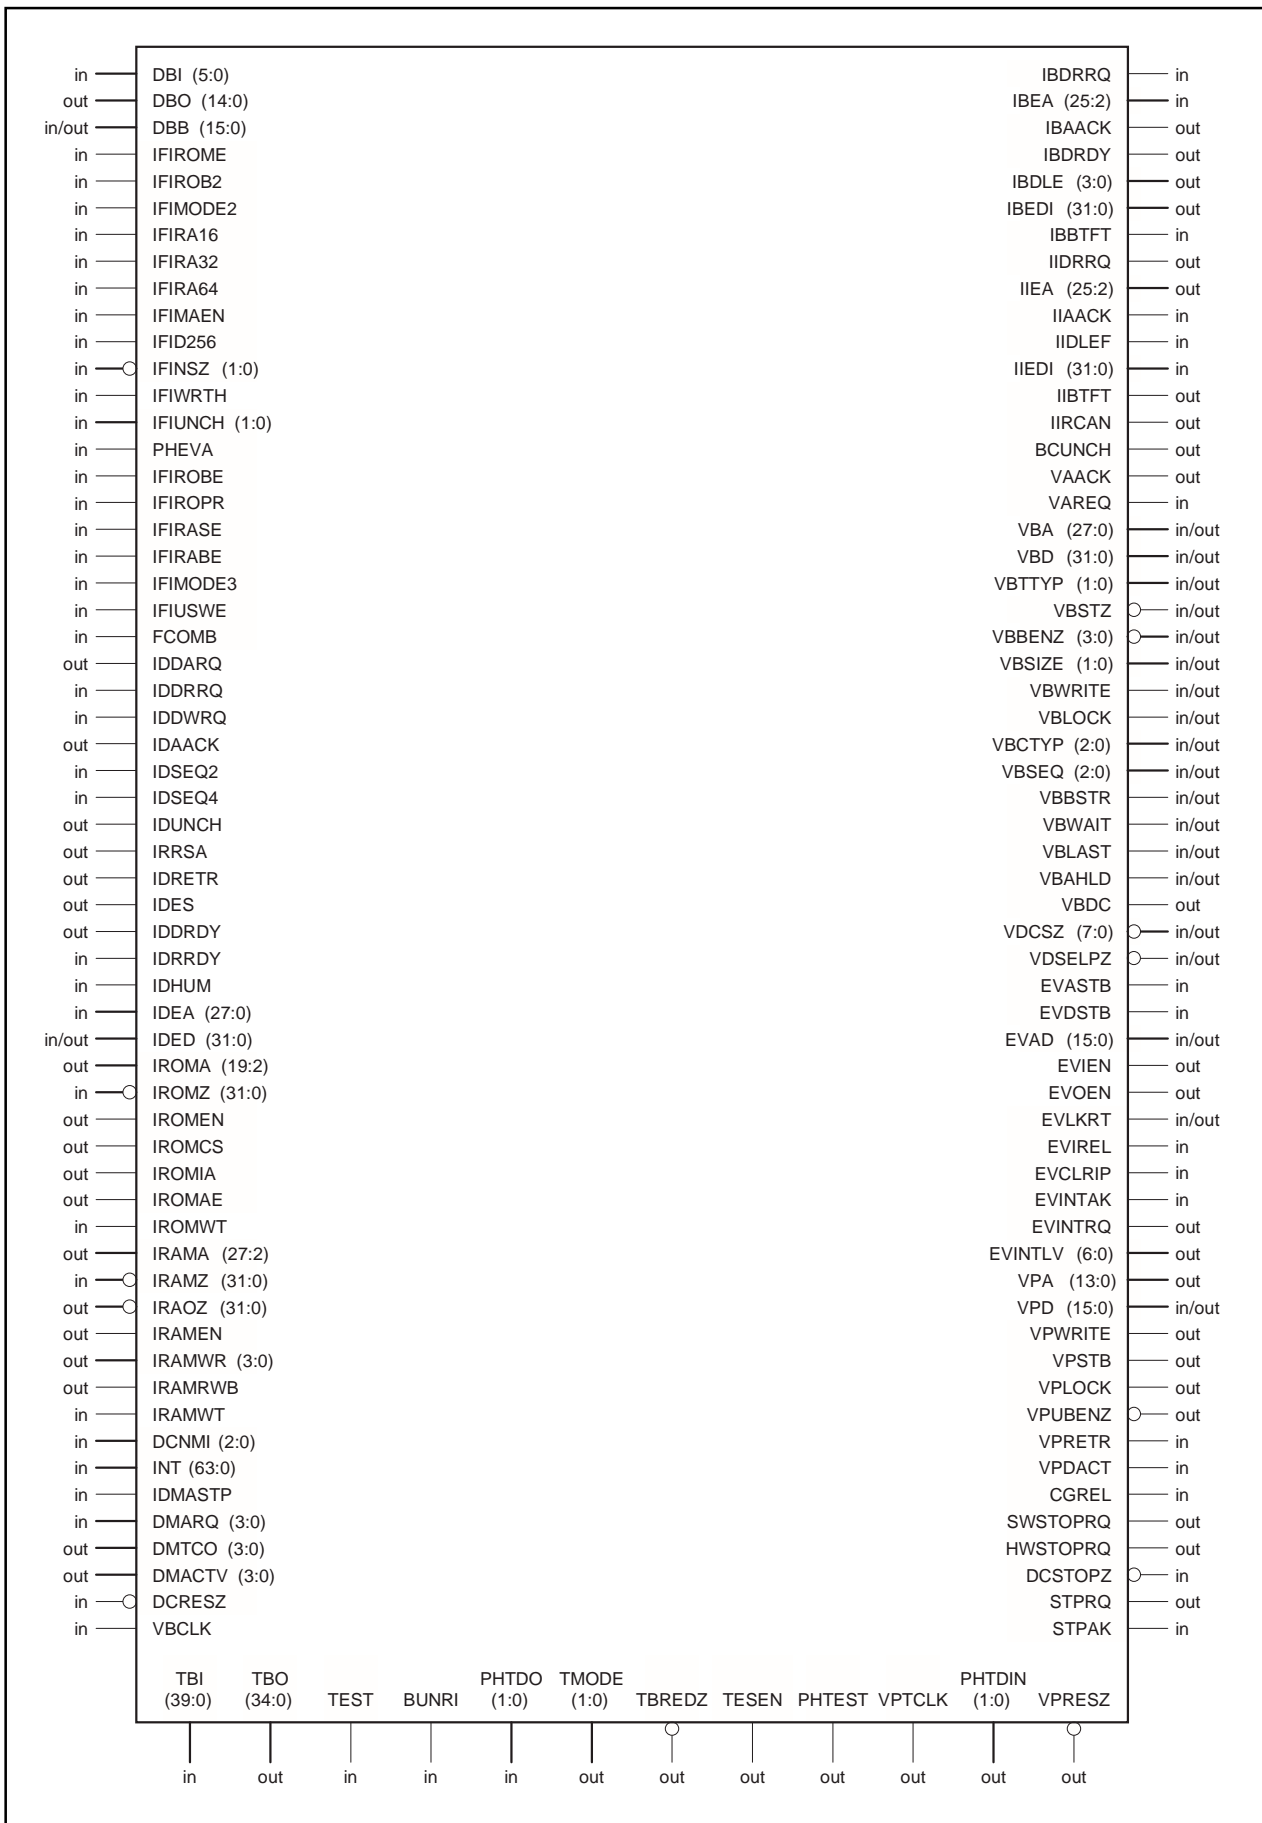 in DBI (5:0) IBDRRQ in
out DBO (14:0) IBEA (25:2) in
in/out DBB (15:0) IBAACK out
in IFIROME IBDRDY out
in IFIROB2 IBDLE (3:0) out
in IFIMODE2 IBEDI (31:0) out
in IFIRA16 IBBTFT in
in IFIRA32 IIDRRQ out
in IFIRA64 IIEA (25:2) out
in IFIMAEN IIAACK in
in IFID256 IIDLEF in
in IFINSZ (1:0) IIEDI (31:0) in
in IFIWRTH IIBTFT out
in IFIUNCH (1:0) IIRCAN out
in PHEVA BCUNCH out
in IFIROBE VAACK out
in IFIROPR VAREQ in
in IFIRASE VBA (27:0) in/out
in IFIRABE VBD (31:0) in/out
in IFIMODE3 VBTTYP (1:0) in/out
in IFIUSWE VBSTZ in/out
in FCOMB VBBENZ (3:0) in/out
out IDDARQ VBSIZE (1:0) in/out
in IDDRRQ VBWRITE in/out
in IDDWRQ VBLOCK in/out
out IDAACK VBCTYP (2:0) in/out
in IDSEQ2 VBSEQ (2:0) in/out
in IDSEQ4 VBBSTR in/out
out IDUNCH VBWAIT in/out
out IRRSA VBLAST in/out
out IDRETR VBAHLD in/out
out IDES VBDC out
out IDDRDY VDCSZ (7:0) in/out
in IDRRDY VDSELPZ in/out
in IDHUM EVASTB in
in IDEA (27:0) EVDSTB in
in/out IDED (31:0) EVAD (15:0) in/out
out IROMA (19:2) EVIEN out
in IROMZ (31:0) EVOEN out
out IROMEN EVLKRT in/out
out IROMCS EVIREL in
out IROMIA EVCLRIP in
out IROMAE EVINTAK in
in IROMWT EVINTRQ out
out IRAMA (27:2) EVINTLV (6:0) out
in IRAMZ (31:0) VPA (13:0) out
out IRAOZ (31:0) VPD (15:0) in/out
out IRAMEN VPWRITE out
out IRAMWR (3:0) VPSTB out
out IRAMRWB VPLOCK out
in IRAMWT VPUBENZ out
in DCNMI (2:0) VPRETR in
in INT (63:0) VPDACT in
in IDMASTP CGREL in
in DMARQ (3:0) SWSTOPRQ out
out DMTCO (3:0) HWSTOPRQ out
out DMACTV (3:0) DCSTOPZ in
in DCRESZ STPRQ out
in VBCLK STPAK in
TBI TBO PHTDO TMODE PHTDIN
(39:0) (34:0) TEST BUNRI (1:0) (1:0) TBREDZ TESEN PHTEST VPTCLK (1:0) VPRESZ
in out in in in out out out out out out out